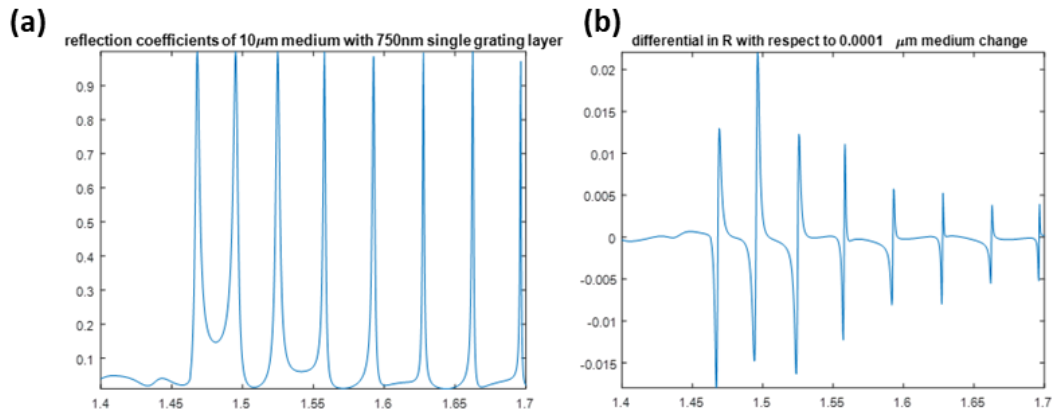 (a)
reflection coefficients of 10μm medium with 750nm single grating layer
0.9
0.8
0.7
0.6
0.5
0.4
0.3
0.2
0.1
1.4 1.45 1.5 1.55 1.6 1.65 1.7
(b)
differential in R with respect to 0.0001 μm medium change
0.02
0.015
0.01
0.005
0
-0.005
-0.01
-0.015
1.4 1.45 1.5 1.55 1.6 1.65 1.7